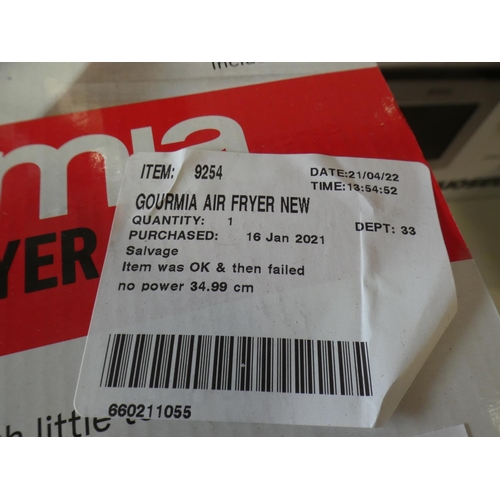 mia
YER
ITEM: 9254
DATE:21/04/22
TIME:13:54:52
GOURMIA AIR FRYER NEW
QUANTITY: 1
DEPT: 33
PURCHASED: 16 Jan 2021
Salvage
Item was OK & then failed
no power 34.99 cm
660211055
little